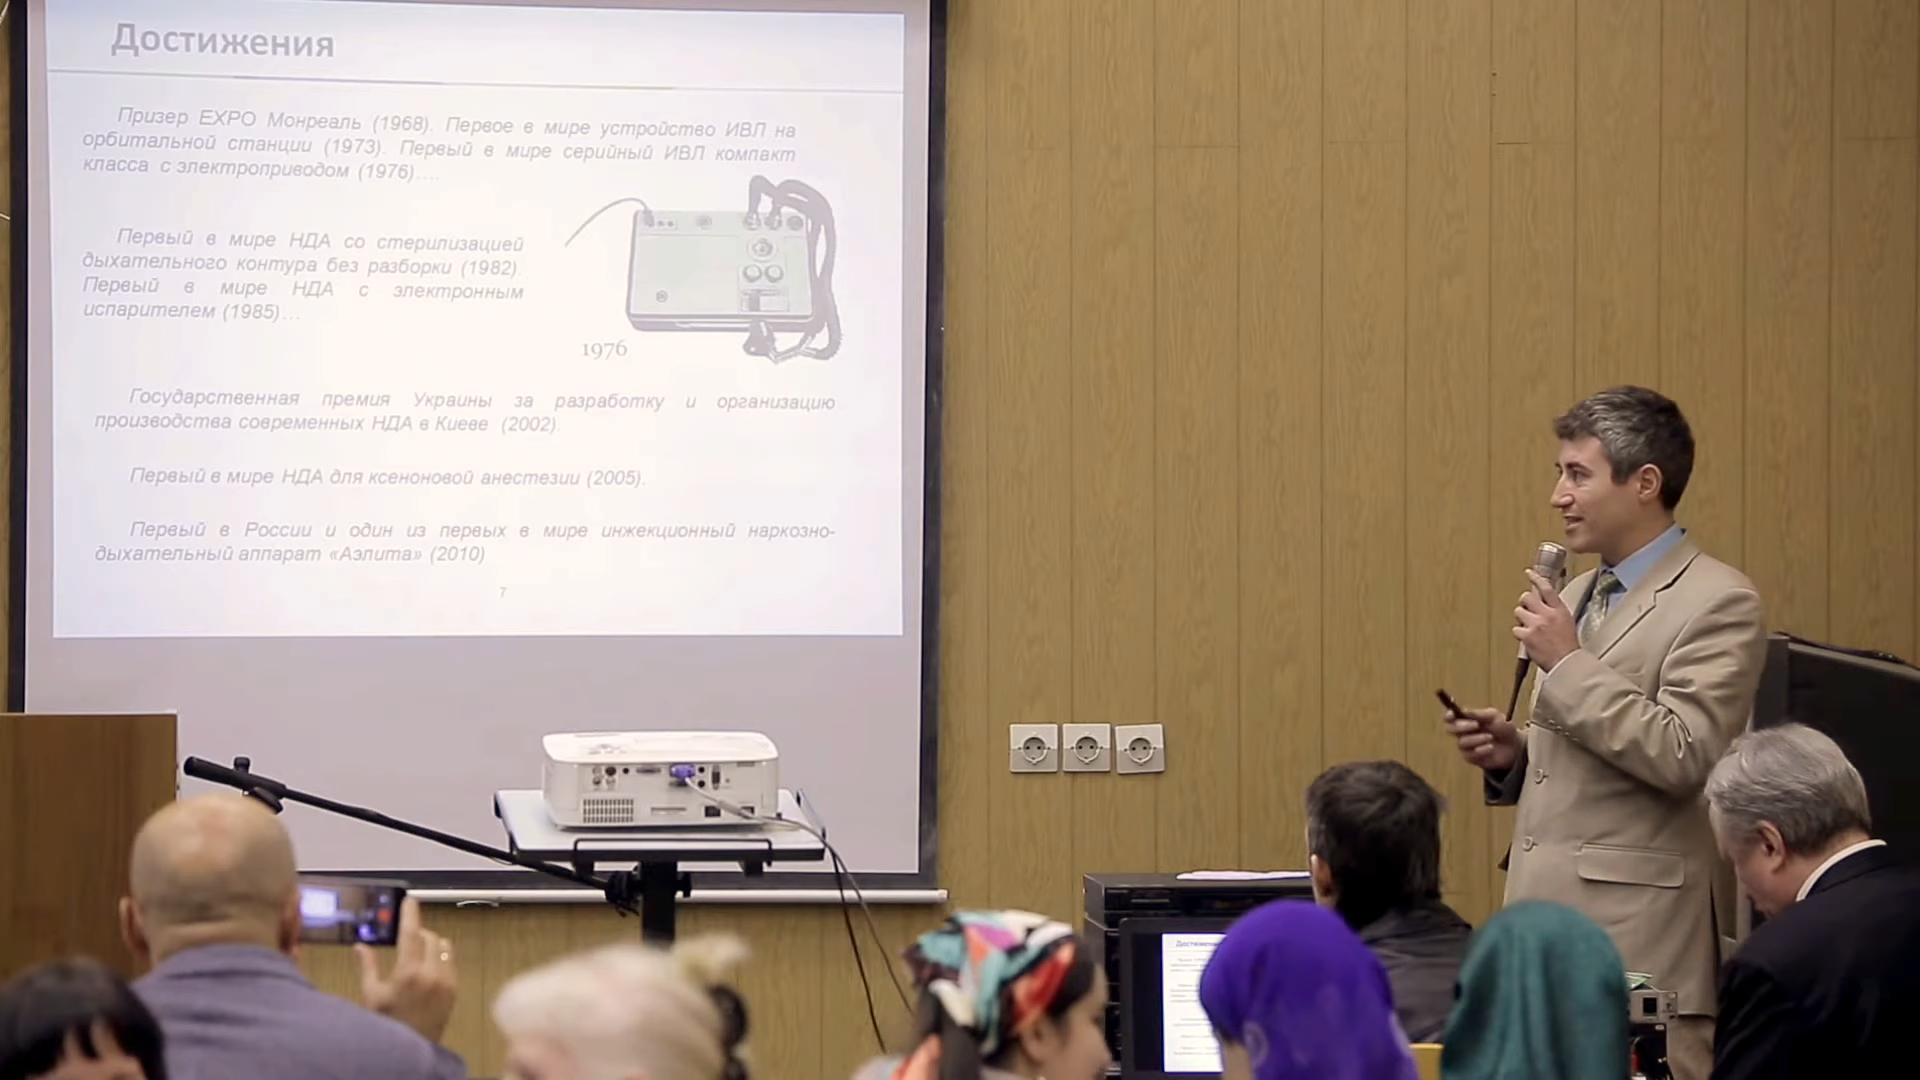 Достижения
Призер EXPO Монреаль (1968). Первое в мире устройство ИВЛ на
орбитальной станции (1973). Первый в мире серийный ИВЛ компакт
класса с электроприводом (1976)....
Первый в мире НДА со стерилизацией
дыхательного контура без разборки (1982).
Первый в мире НДА с электронным
испарителем (1985)...
1976
Государственная премия Украины за разработку и организацию
производства современных НДА в Киеве (2002).
Первый в мире НДА для ксеноновой анестезии (2005).
Первый в России и один из первых в мире инжекционный наркозно-
дыхательный аппарат «Аэлита» (2010)
7